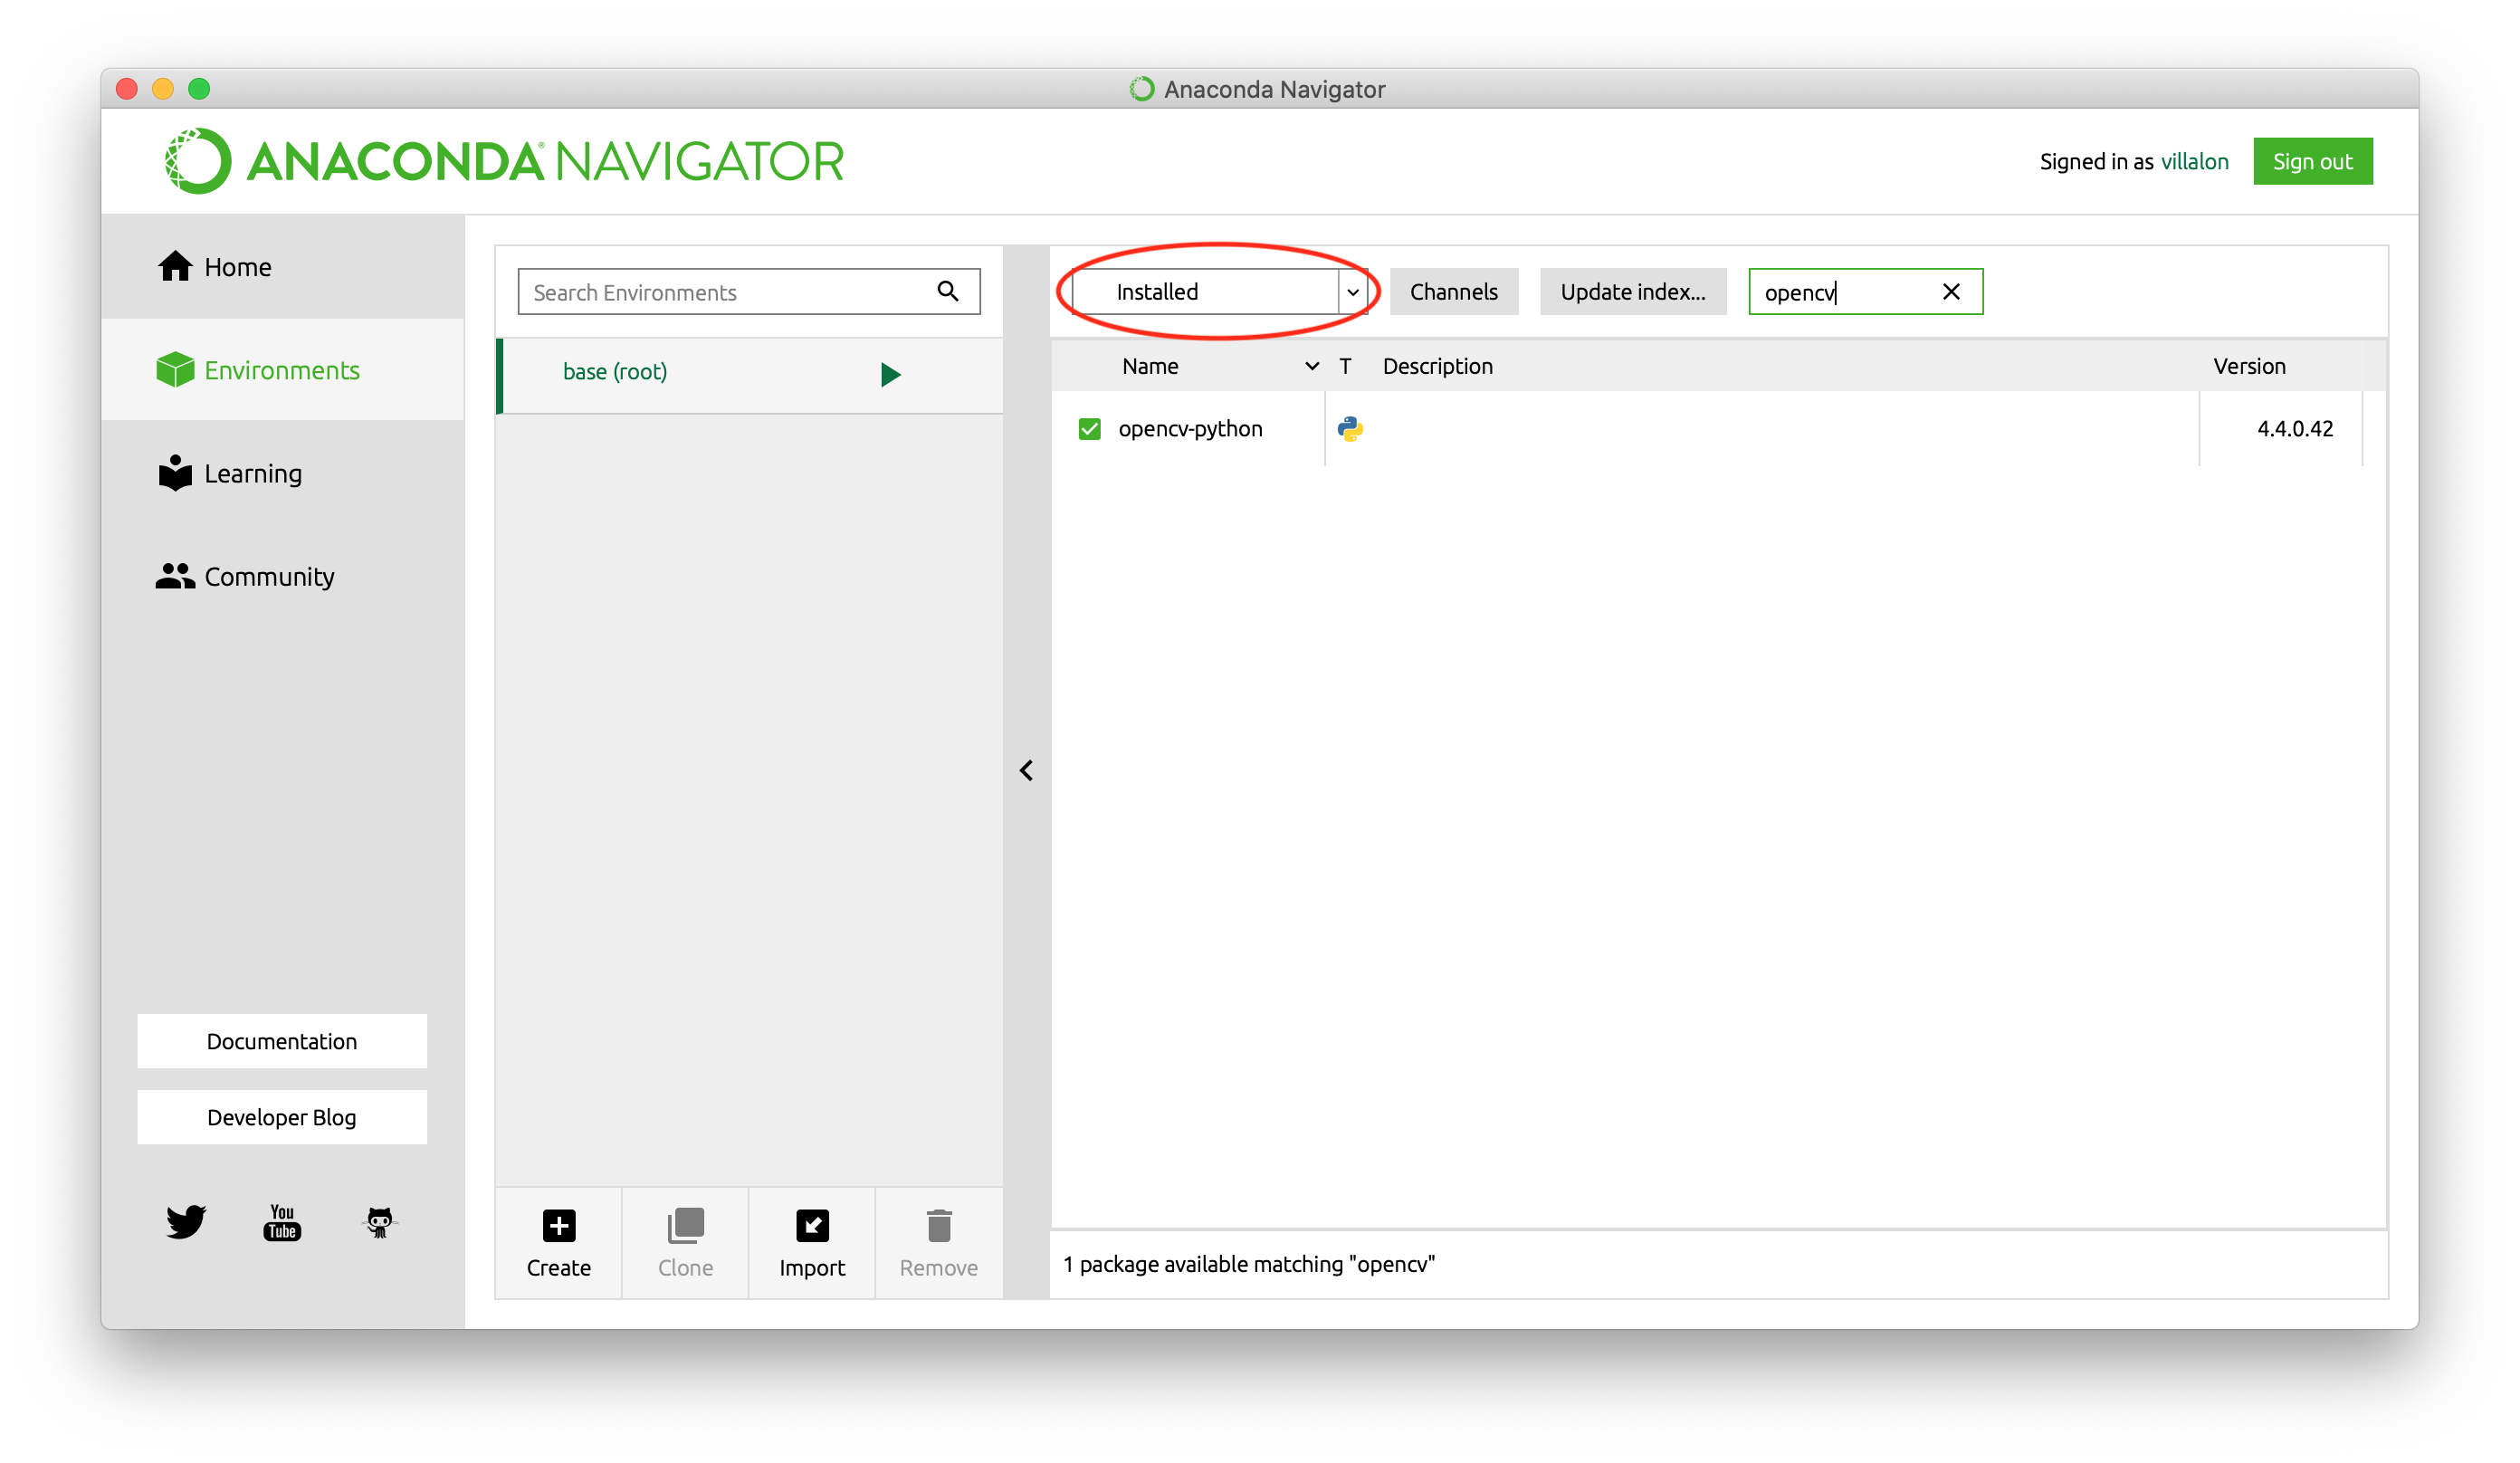 Anaconda Navigator
ANACONDA® NAVIGATOR
Signed in as villalon
Sign out
Home
Environments
Learning
Community
Documentation
Developer Blog
You
Tube
Search Environments
base (root)
Create
Clone
Import
Remove
Installed
Channels
Update index...
opencv
Name
T
Description
Version
opencv-python
4.4.0.42
1 package available matching "opencv"